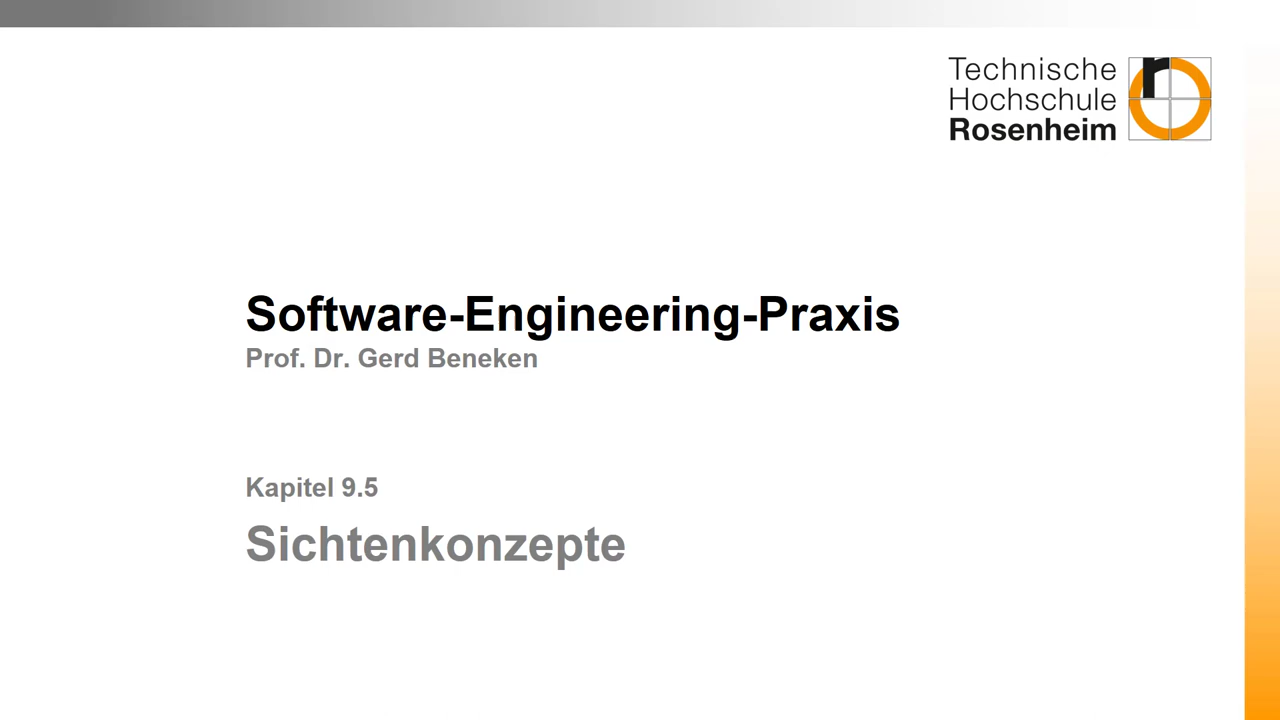 Technische
Hochschule
Rosenheim
Software-Engineering-Praxis
Prof. Dr. Gerd Beneken
Kapitel 9.5
Sichtenkonzepte